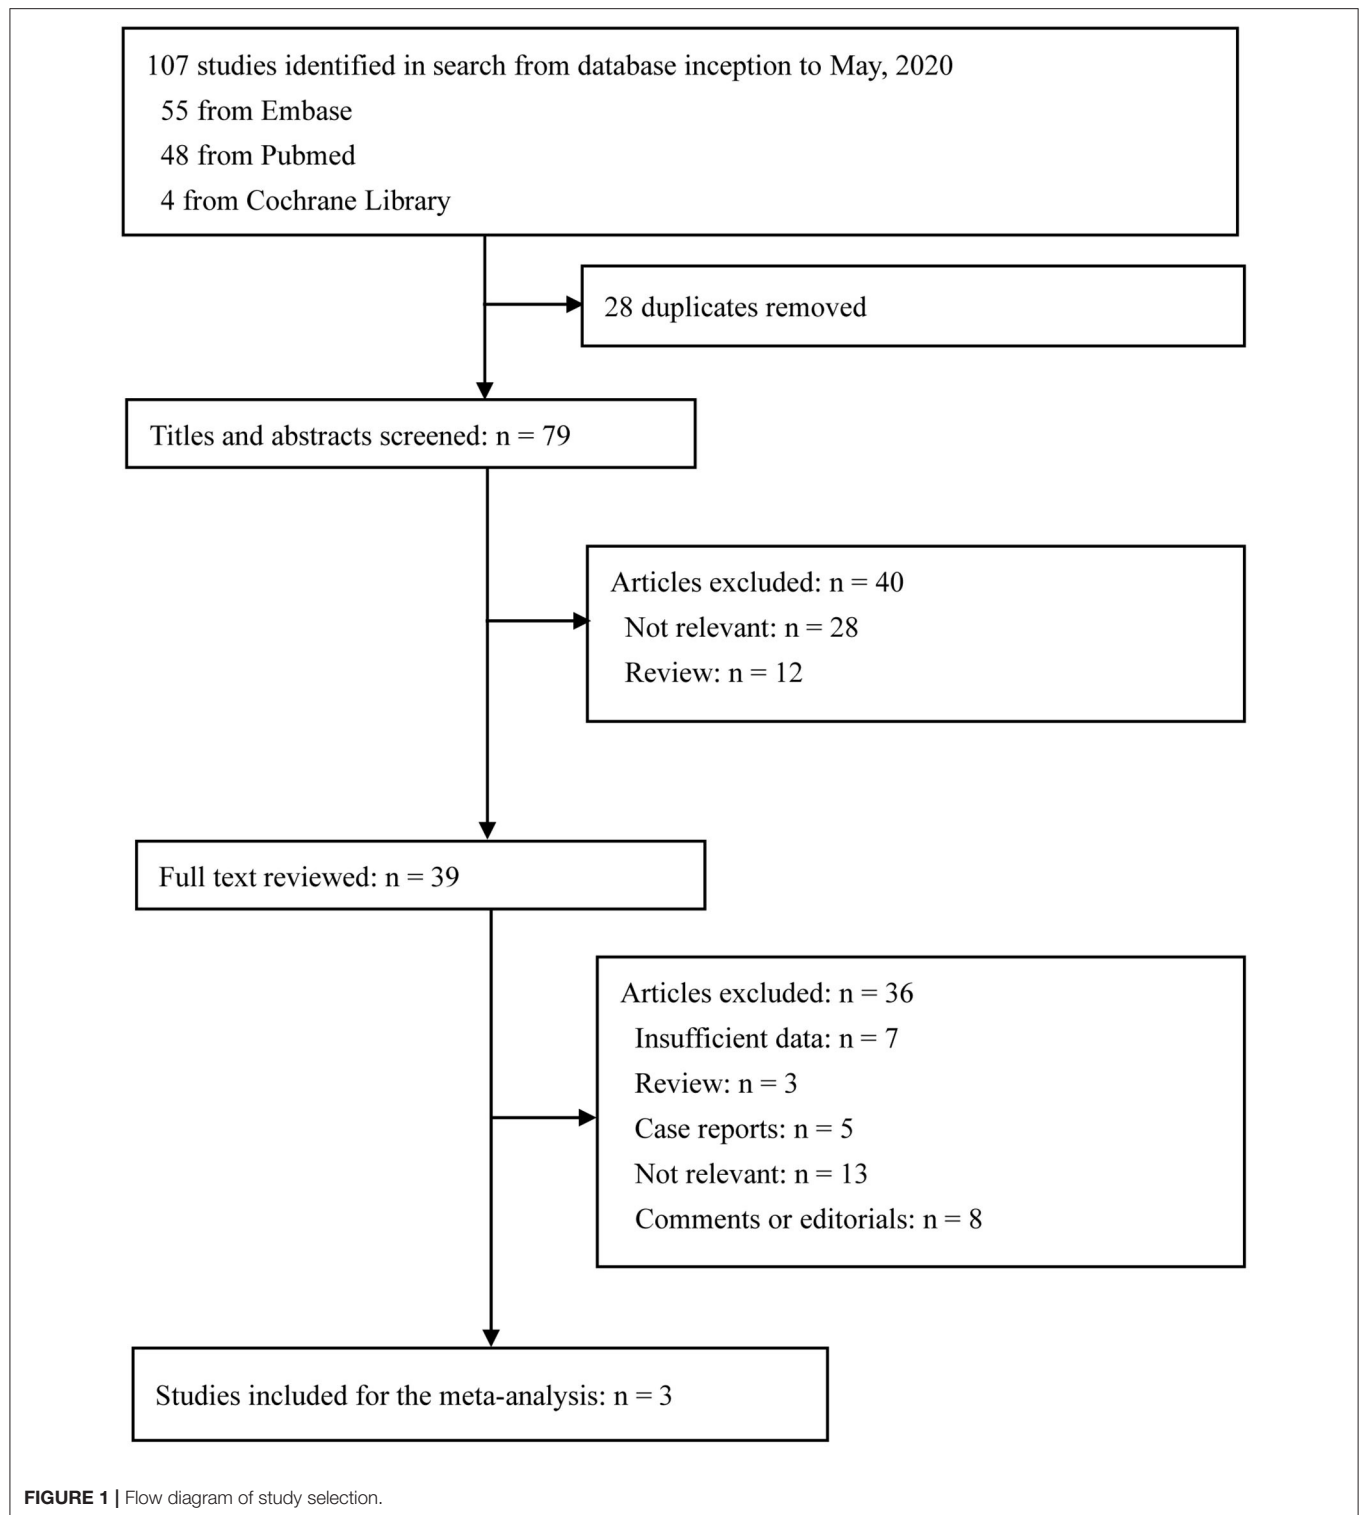 107 studies identified in search from database inception to May, 2020
55 from Embase
48 from Pubmed
4 from Cochrane Library
28 duplicates removed
Titles and abstracts screened: n = 79
Articles excluded: n = 40
Not relevant: n = 28
Review: n = 12
Full text reviewed: n = 39
Articles excluded: n = 36
Insufficient data: n = 7
Review: n = 3
Case reports: n = 5
Not relevant: n = 13
Comments or editorials: n = 8
Studies included for the meta-analysis: n = 3
FIGURE 1 | Flow diagram of study selection.